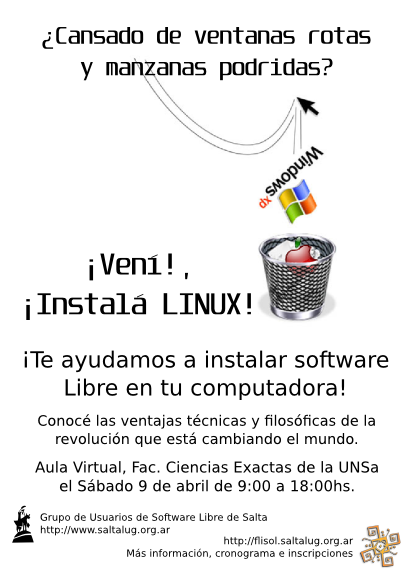 ¿Cansado de ventanas rotas
y manzanas podridas?
Windows
xp
¡Vení!,
¡Instalá LINUX!
¡Te ayudamos a instalar software
Libre en tu computadora!
Conocé las ventajas técnicas y filosóficas de la
revolución que está cambiando el mundo.
Aula Virtual, Fac. Ciencias Exactas de la UNSa
el Sábado 9 de abril de 9:00 a 18:00hs.
Grupo de Usuarios de Software Libre de Salta
http://www.saltalug.org.ar
http://flisol.saltalug.org.ar
Más información, cronograma e inscripciones